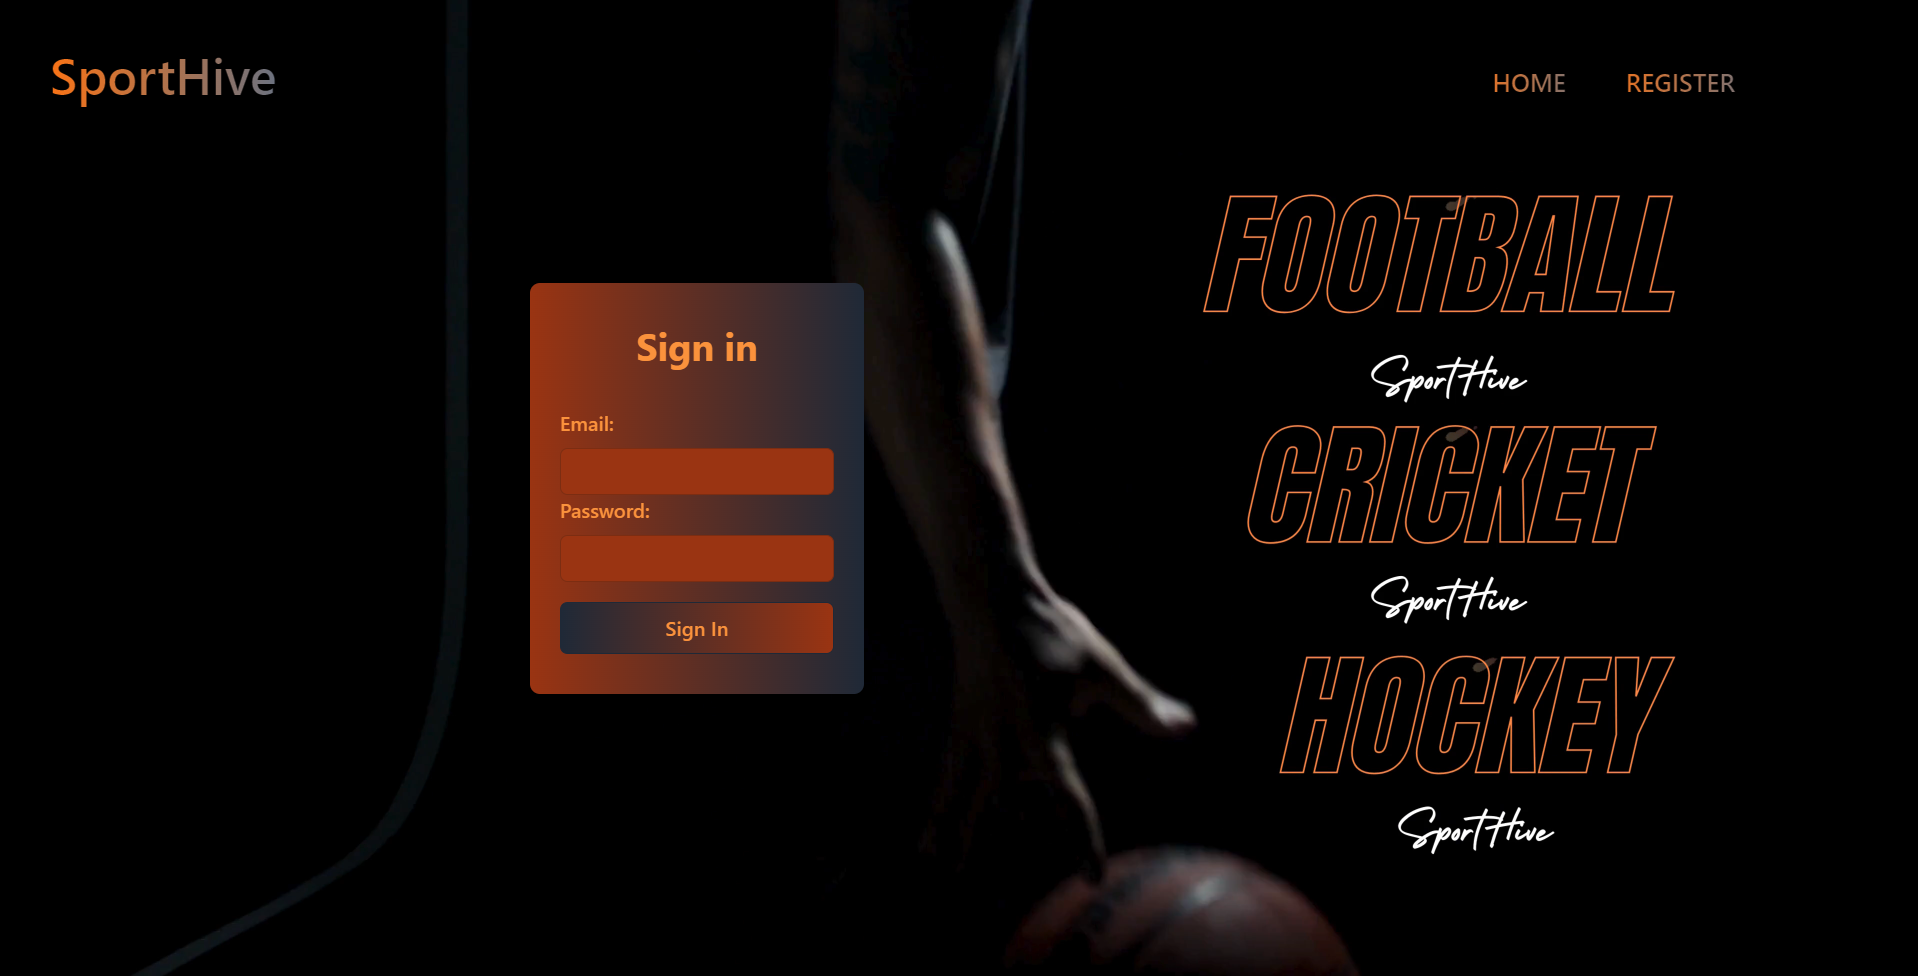 SportHive
HOME
REGISTER
Sign in
Email:
Password:
Sign In
FOOTBALL
SportHive
CRICKET
SportHive
HOCKEY
SportHive